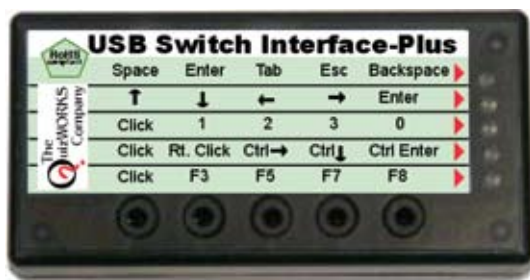 RoHS
compliant
USB Switch Interface-Plus
Space Enter Tab Esc Backspace
↑ ↓ ← → Enter
Click 1 2 3 0
Click Rt. Click Ctrl→ Ctrl↓ Ctrl Enter
Click F3 F5 F7 F8
The
QuizWORKS
Company